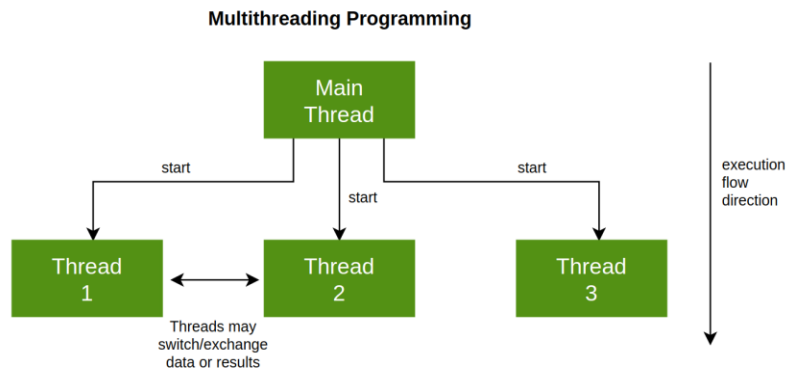 Multithreading Programming
Main
Thread
start
start
start
execution
flow
direction
Thread
1
Thread
2
Thread
3
Threads may
switch/exchange
data or results